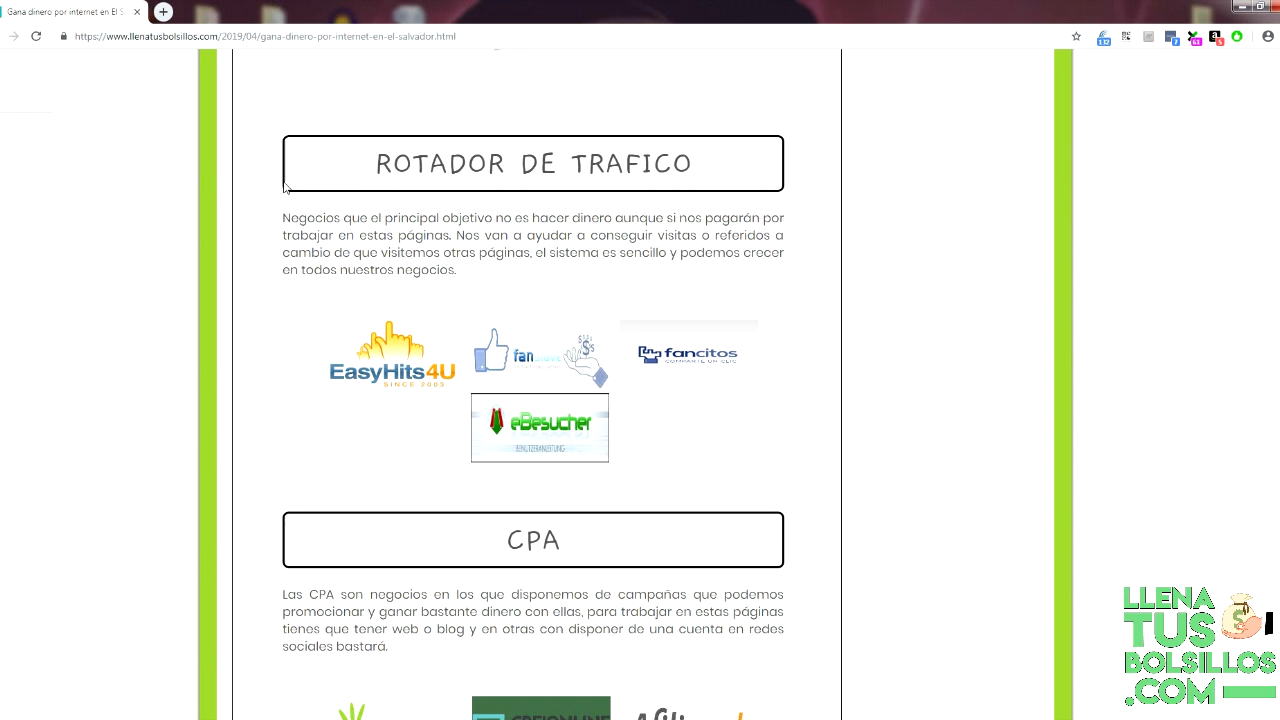 Gana dinero por internet en El S
https://www.llenatusbolsillos.com/2019/04/gana-dinero-por-internet-en-el-salvador.html
ROTADOR DE TRAFICO
Negocios que el principal objetivo no es hacer dinero aunque si nos pagarán por
trabajar en estas páginas. Nos van a ayudar a conseguir visitas o referidos a
cambio de que visitemos otras páginas, el sistema es sencillo y podemos crecer
en todos nuestros negocios.
EasyHits4U
SINCE 2003
fanslave
fancitos
COMPARTE UN CLIC
eBesucher
BENUTZERANLEITUNG
CPA
Las CPA son negocios en los que disponemos de campañas que podemos
promocionar y ganar bastante dinero con ellas, para trabajar en estas páginas
tienes que tener web o blog y en otras con disponer de una cuenta en redes
sociales bastará.
LLENA
TUS
BOLSILLOS
.COM